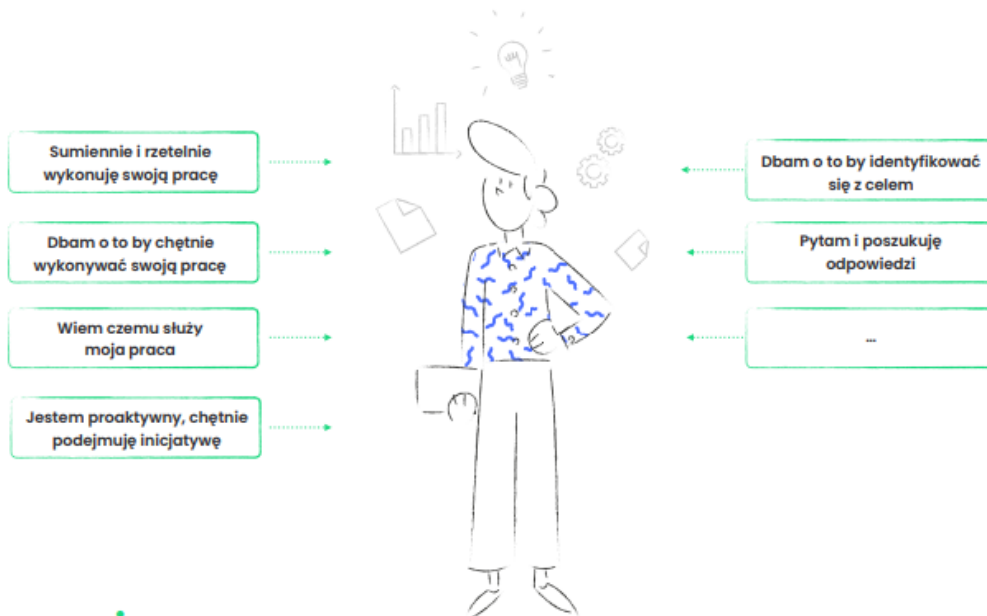 Sumiennie i rzetelnie
wykonuję swoją pracę
Dbam o to by chętnie
wykonywać swoją pracę
Wiem czemu służy
moja praca
Jestem proaktywny, chętnie
podejmuję inicjatywę
Dbam o to by identyfikować
się z celem
Pytam i poszukuję
odpowiedzi
...